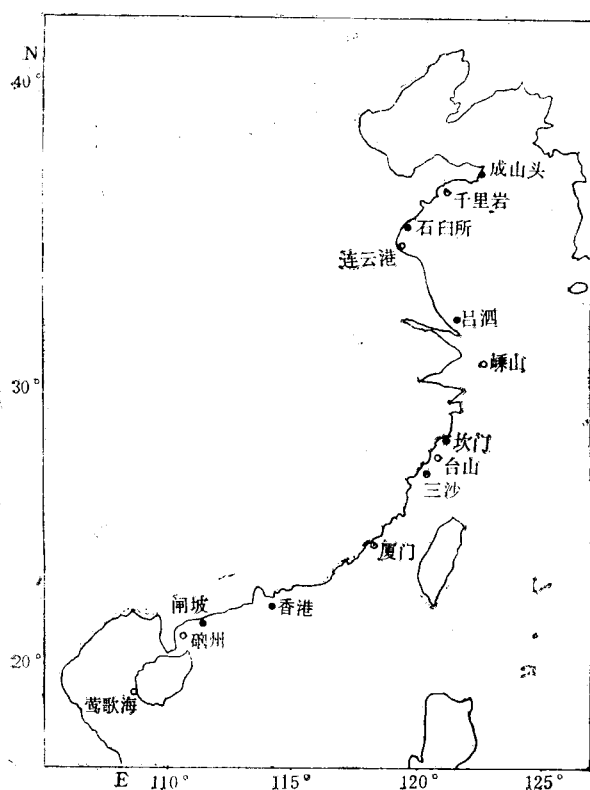 N
40°
成山头
千里岩
石臼所
连云港
吕泗
嵊山
30°
坎门
台山
三沙
厦门
闸坡
香港
硇州
20°
莺歌海
E
110°
115°
120°
125°